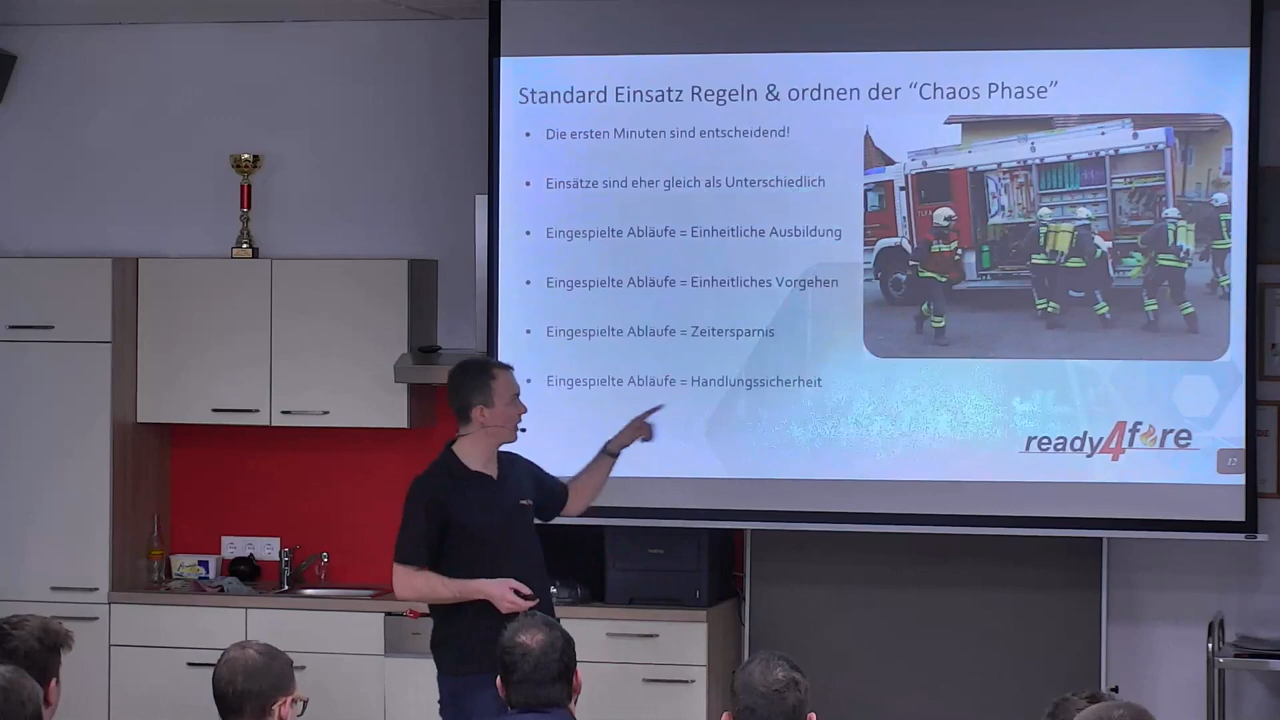 Standard Einsatz Regeln & ordnen der “Chaos Phase”
• Die ersten Minuten sind entscheidend!
• Einsätze sind eher gleich als Unterschiedlich
• Eingespielte Abläufe = Einheitliche Ausbildung
• Eingespielte Abläufe = Einheitliches Vorgehen
• Eingespielte Abläufe = Zeitersparnis
• Eingespielte Abläufe = Handlungssicherheit
ready4fire
12